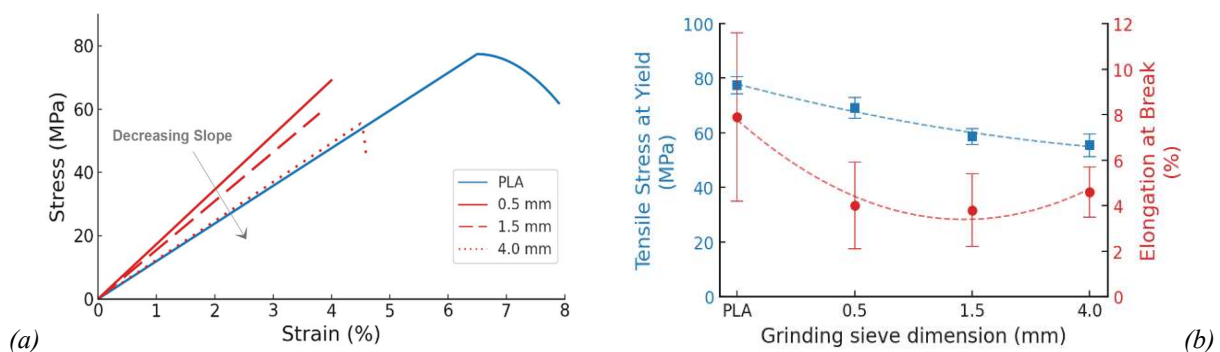 80
60
40
20
0
Stress (MPa)
Decreasing Slope
PLA
0.5 mm
1.5 mm
4.0 mm
0 1 2 3 4 5 6 7 8
Strain (%)
(a)
100
80
60
40
20
0
Tensile Stress at Yield
(MPa)
12
10
8
6
4
2
0
Elongation at Break
(%)
PLA 0.5 1.5 4.0
Grinding sieve dimension (mm)
(b)